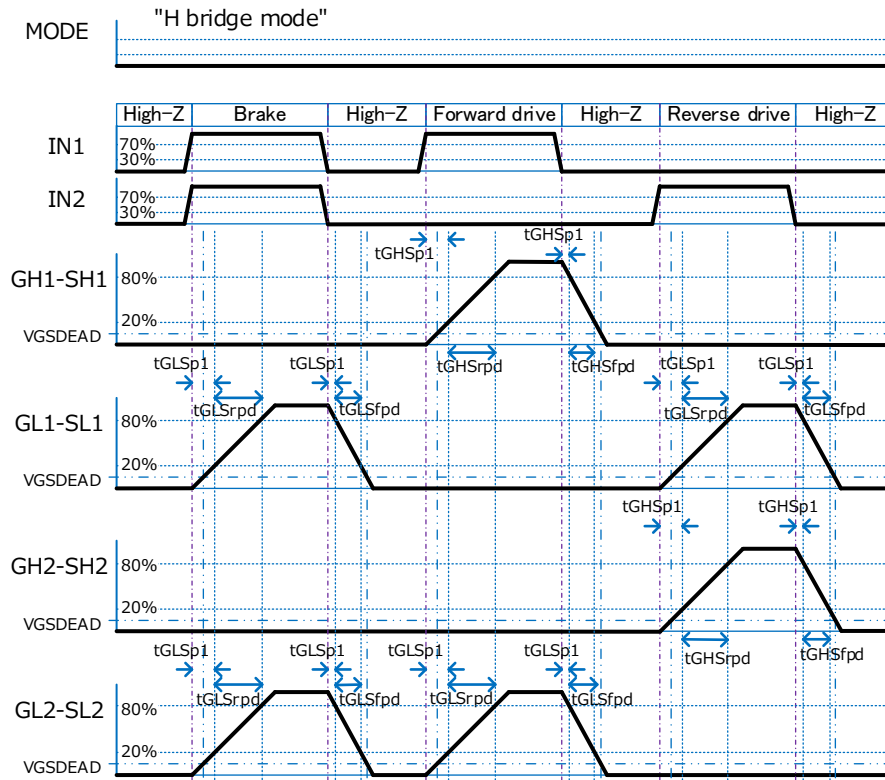 "H bridge mode"
MODE
High-Z Brake High-Z Forward drive High-Z Reverse drive High-Z
IN1
70%
30%
IN2
70%
30%
tGHSp1 tGHSp1
GH1-SH1
80%
20%
VGSDEAD
tGLSp1 tGLSp1 tGHSrpd tGHSfpd tGLSp1 tGLSp1
tGLSrpd tGLSfpd tGLSrpd tGLSfpd
GL1-SL1
80%
20%
VGSDEAD
tGHSp1 tGHSp1
GH2-SH2
80%
20%
VGSDEAD
tGLSp1 tGLSp1 tGLSp1 tGLSp1 tGHSrpd tGHSfpd
tGLSrpd tGLSfpd tGLSrpd tGLSfpd
GL2-SL2
80%
20%
VGSDEAD